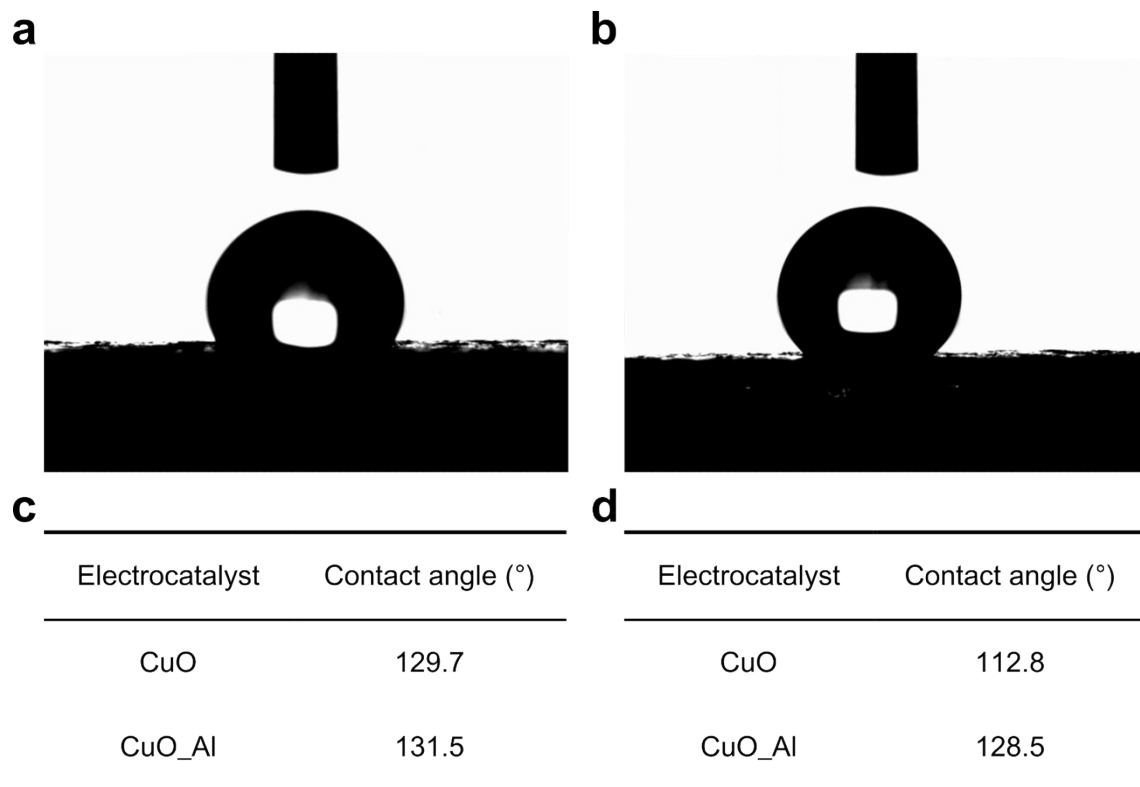 a
b
c
d
Electrocatalyst Contact angle (°)
CuO 129.7
CuO_Al 131.5
Electrocatalyst Contact angle (°)
CuO 112.8
CuO_Al 128.5